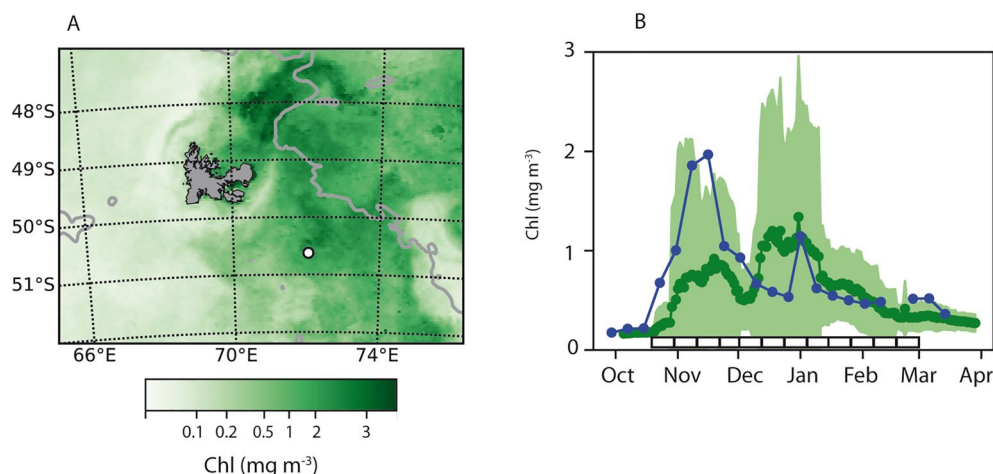 A
48°S
49°S
50°S
51°S
66°E
70°E
74°E
0.1 0.2 0.5 1 2 3
Chl (mg m⁻³)
B
3
2
1
0
Chl (mg m⁻³)
Oct Nov Dec Jan Feb Mar Apr